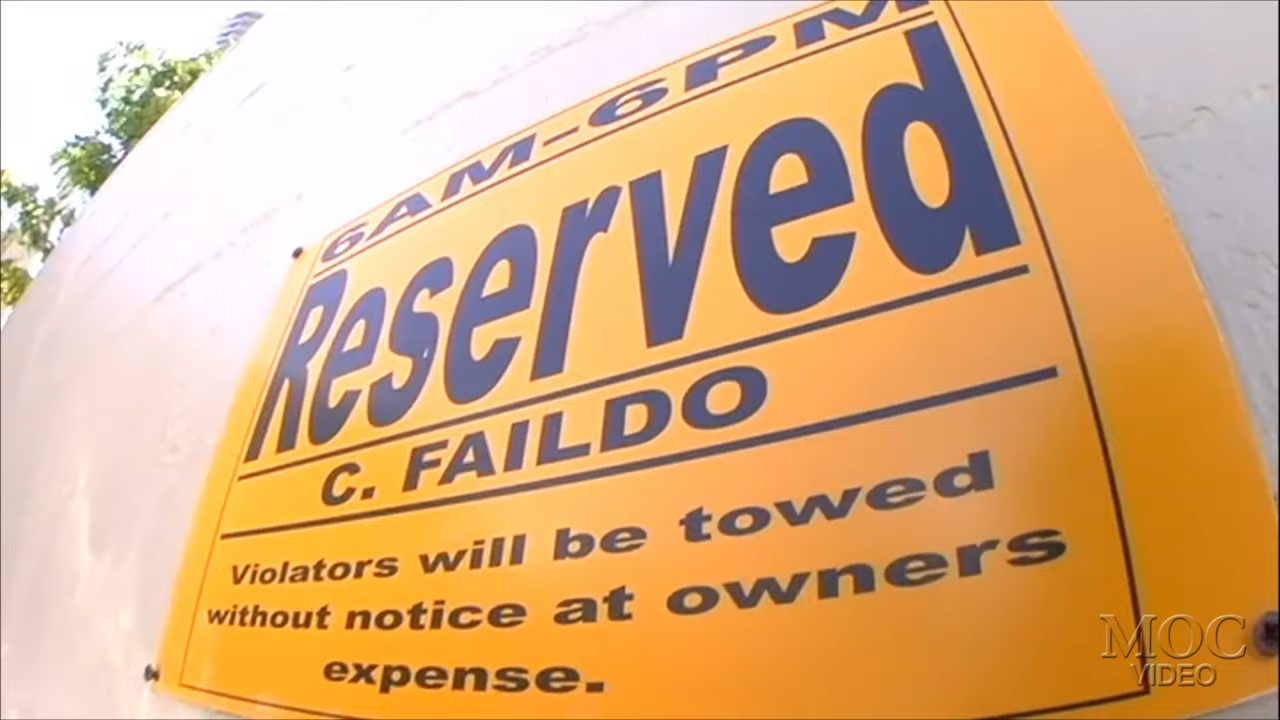 6AM-6PM
Reserved
C. FAILDO
Violators will be towed
without notice at owners
expense.
MOC
VIDEO